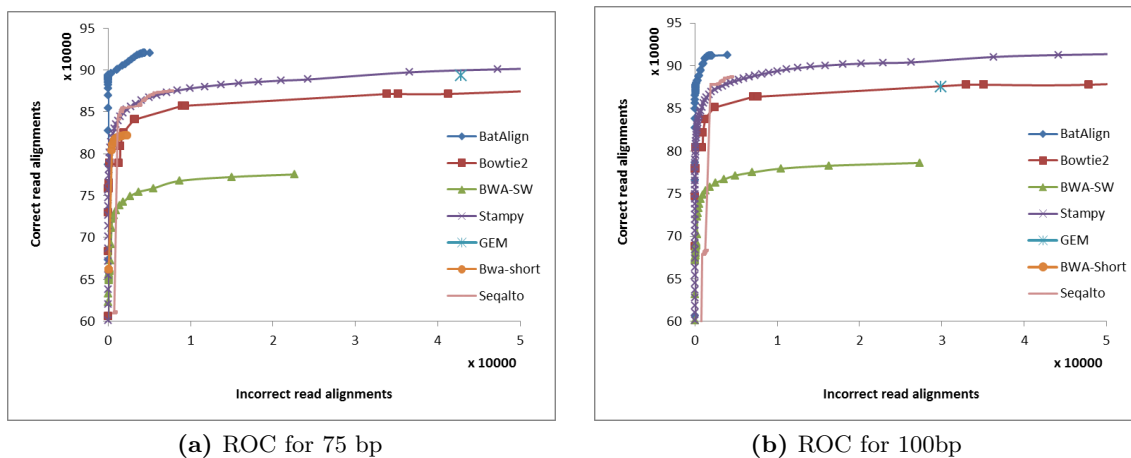 x 10000
Correct read alignments
95
90
85
80
75
70
65
60
0
1
2
3
4
5
x 10000
Incorrect read alignments
BatAlign
Bowtie2
BWA-SW
Stampy
GEM
Bwa-short
Seqalto
(a) ROC for 75 bp
x 10000
Correct read alignments
95
90
85
80
75
70
65
60
0
1
2
3
4
5
x 10000
Incorrect read alignments
BatAlign
Bowtie2
BWA-SW
Stampy
GEM
BWA-Short
Seqalto
(b) ROC for 100bp